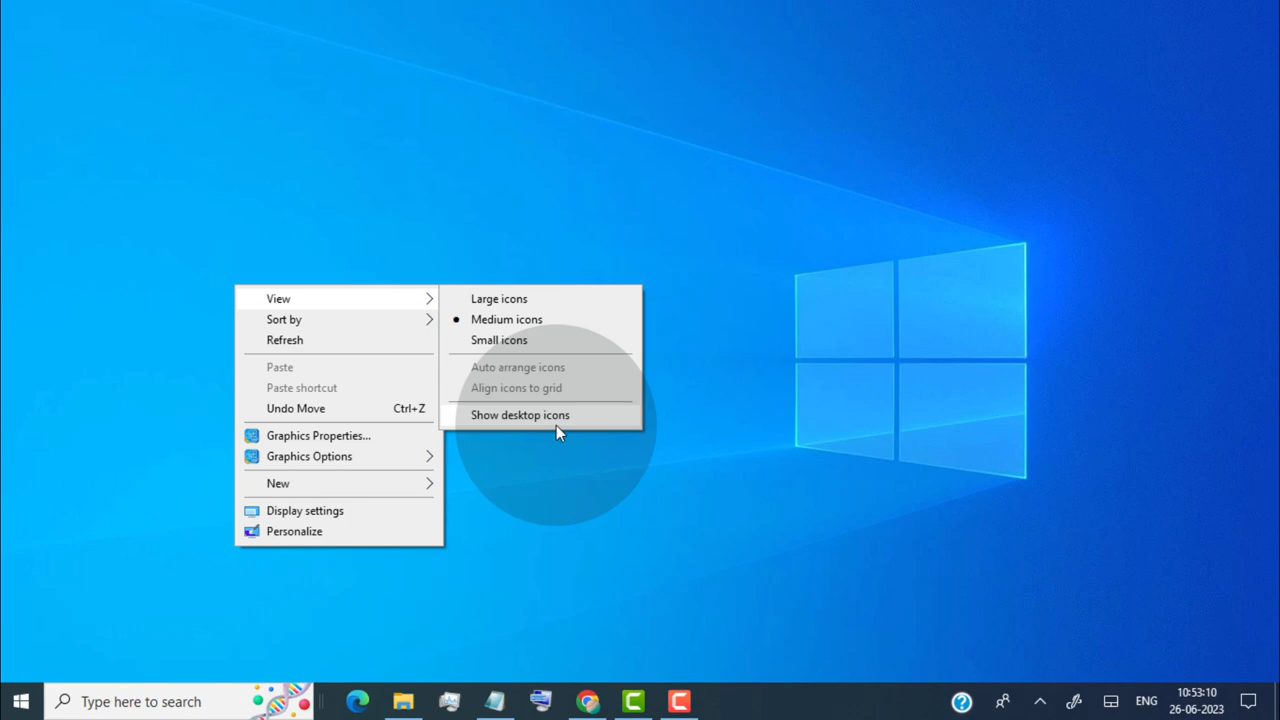 View
Sort by
Refresh
Paste
Paste shortcut
Undo Move Ctrl+Z
Graphics Properties...
Graphics Options
New
Display settings
Personalize
Large icons
Medium icons
Small icons
Auto arrange icons
Align icons to grid
Show desktop icons
Type here to search
ENG
10:53:10
26-06-2023